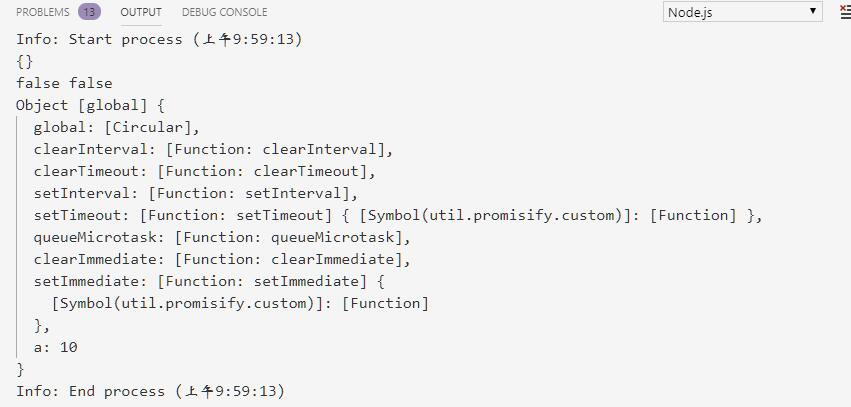 PROBLEMS 13 OUTPUT DEBUG CONSOLE Node.js
Info: Start process (上午9:59:13)
{}
false false
Object [global] {
global: [Circular],
clearInterval: [Function: clearInterval],
clearTimeout: [Function: clearTimeout],
setInterval: [Function: setInterval],
setTimeout: [Function: setTimeout] { [Symbol(util.promisify.custom)]: [Function] },
queueMicrotask: [Function: queueMicrotask],
clearImmediate: [Function: clearImmediate],
setImmediate: [Function: setImmediate] {
[Symbol(util.promisify.custom)]: [Function]
},
a: 10
}
Info: End process (上午9:59:13)